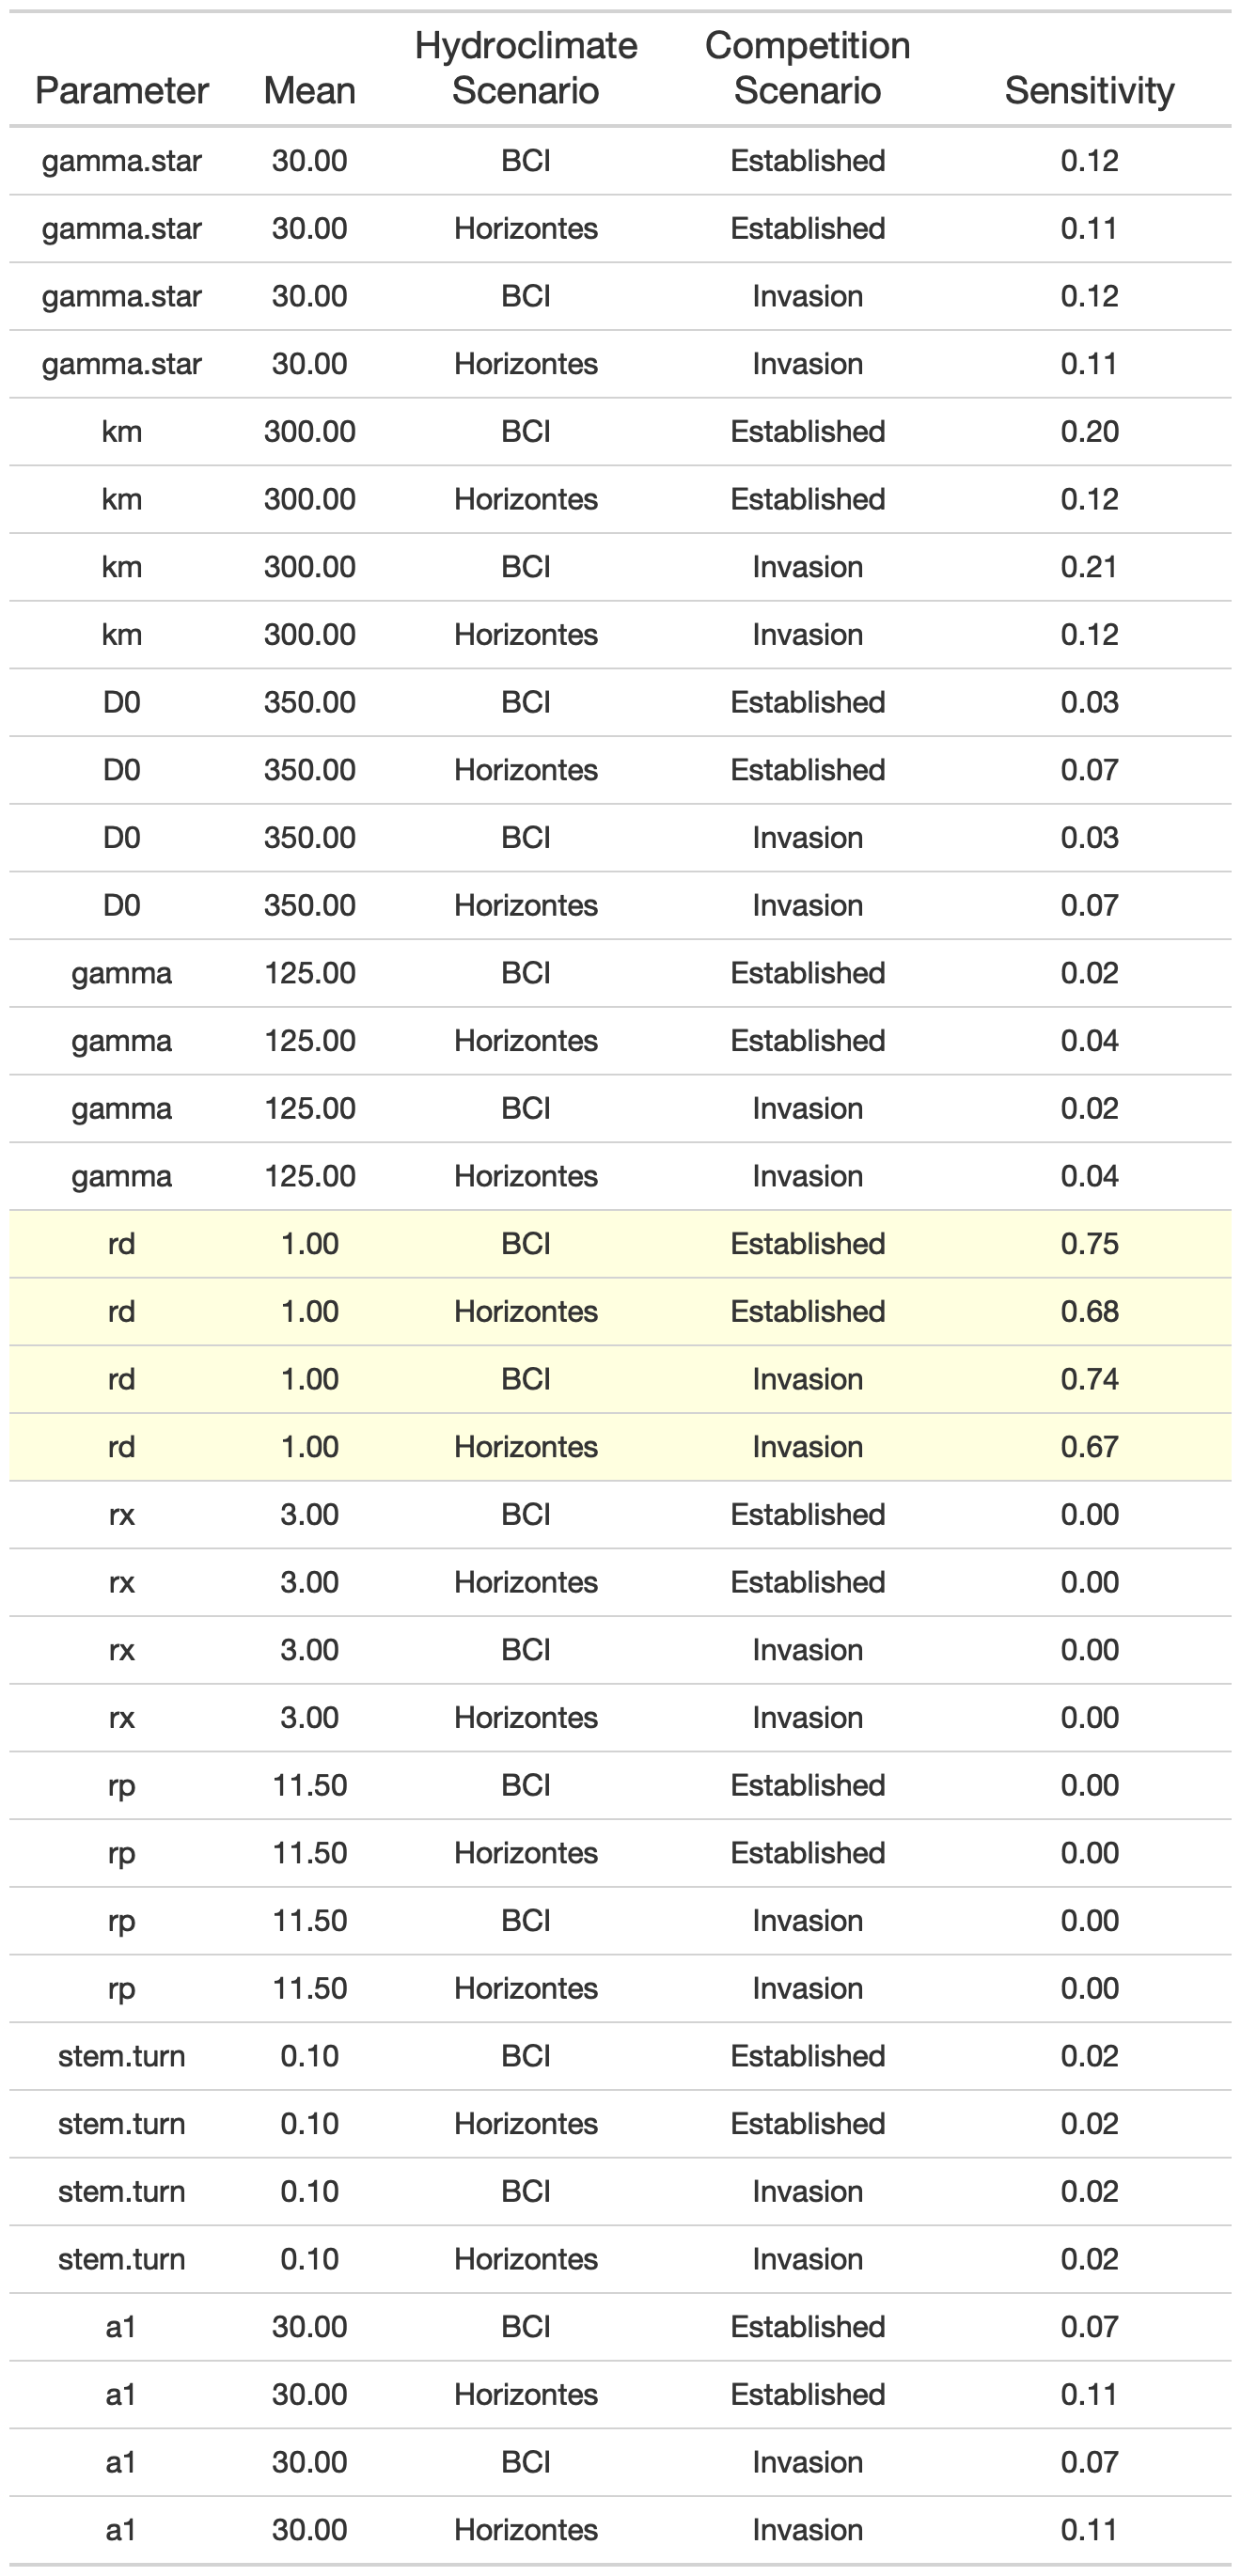 Parameter Mean Hydroclimate Scenario Competition Scenario Sensitivity
gamma.star 30.00 BCI Established 0.12
gamma.star 30.00 Horizontes Established 0.11
gamma.star 30.00 BCI Invasion 0.12
gamma.star 30.00 Horizontes Invasion 0.11
km 300.00 BCI Established 0.20
km 300.00 Horizontes Established 0.12
km 300.00 BCI Invasion 0.21
km 300.00 Horizontes Invasion 0.12
D0 350.00 BCI Established 0.03
D0 350.00 Horizontes Established 0.07
D0 350.00 BCI Invasion 0.03
D0 350.00 Horizontes Invasion 0.07
gamma 125.00 BCI Established 0.02
gamma 125.00 Horizontes Established 0.04
gamma 125.00 BCI Invasion 0.02
gamma 125.00 Horizontes Invasion 0.04
rd 1.00 BCI Established 0.75
rd 1.00 Horizontes Established 0.68
rd 1.00 BCI Invasion 0.74
rd 1.00 Horizontes Invasion 0.67
rx 3.00 BCI Established 0.00
rx 3.00 Horizontes Established 0.00
rx 3.00 BCI Invasion 0.00
rx 3.00 Horizontes Invasion 0.00
rp 11.50 BCI Established 0.00
rp 11.50 Horizontes Established 0.00
rp 11.50 BCI Invasion 0.00
rp 11.50 Horizontes Invasion 0.00
stem.turn 0.10 BCI Established 0.02
stem.turn 0.10 Horizontes Established 0.02
stem.turn 0.10 BCI Invasion 0.02
stem.turn 0.10 Horizontes Invasion 0.02
a1 30.00 BCI Established 0.07
a1 30.00 Horizontes Established 0.11
a1 30.00 BCI Invasion 0.07
a1 30.00 Horizontes Invasion 0.11